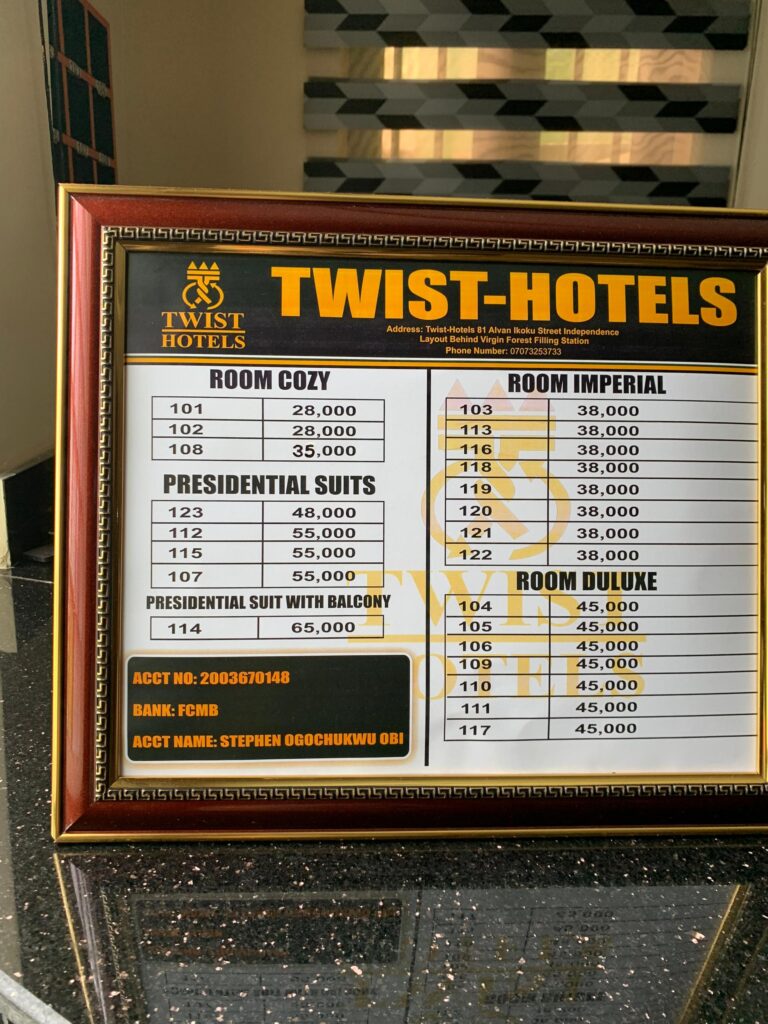 TWIST
HOTELS
TWIST-HOTELS
Address: Twist-Hotels 81 Alvan Ikoku Street Independence
Layout Behind Virgin Forest Filling Station
Phone Number: 07073253733
ROOM COZY
101 28,000
102 28,000
108 35,000
PRESIDENTIAL SUITS
123 48,000
112 55,000
115 55,000
107 55,000
PRESIDENTIAL SUIT WITH BALCONY
114 65,000
ACCT NO: 2003670148
BANK: FCMB
ACCT NAME: STEPHEN OGOCHUKWU OBI
ROOM IMPERIAL
103 38,000
113 38,000
116 38,000
118 38,000
119 38,000
120 38,000
121 38,000
122 38,000
ROOM DULUXE
104 45,000
105 45,000
106 45,000
109 45,000
110 45,000
111 45,000
117 45,000
TWIST
HOTELS